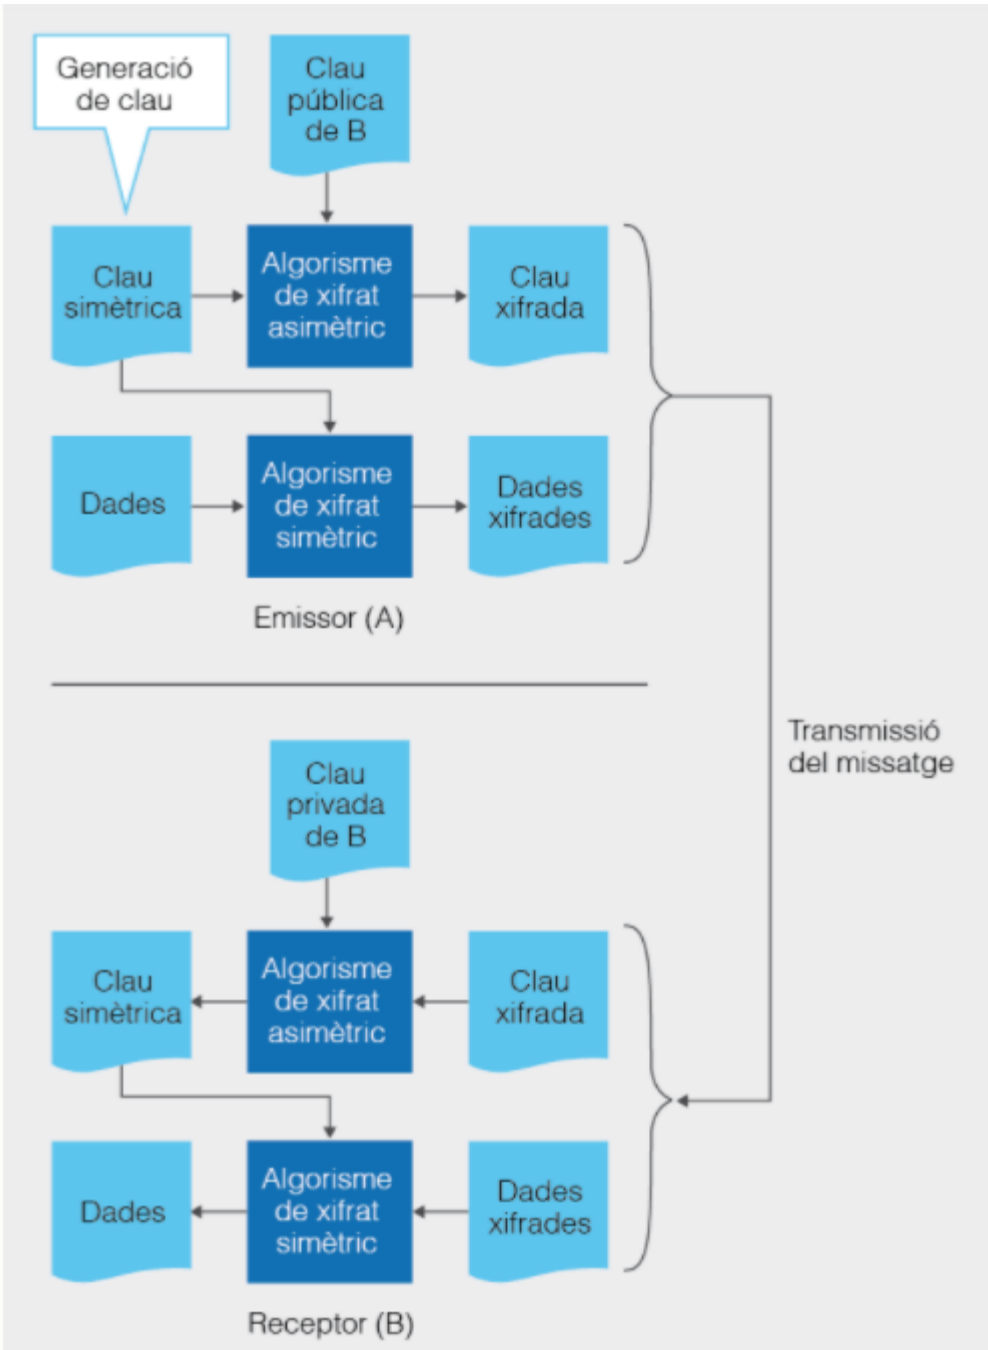 Generació
de clau
Clau
pública
de B
Clau
simètrica
Algorisme
de xifrat
asimètric
Clau
xifrada
Dades
Algorisme
de xifrat
simètric
Dades
xifrades
Emissor (A)
Transmissió
del missatge
Clau
privada
de B
Clau
simètrica
Algorisme
de xifrat
asimètric
Clau
xifrada
Dades
Algorisme
de xifrat
simètric
Dades
xifrades
Receptor (B)